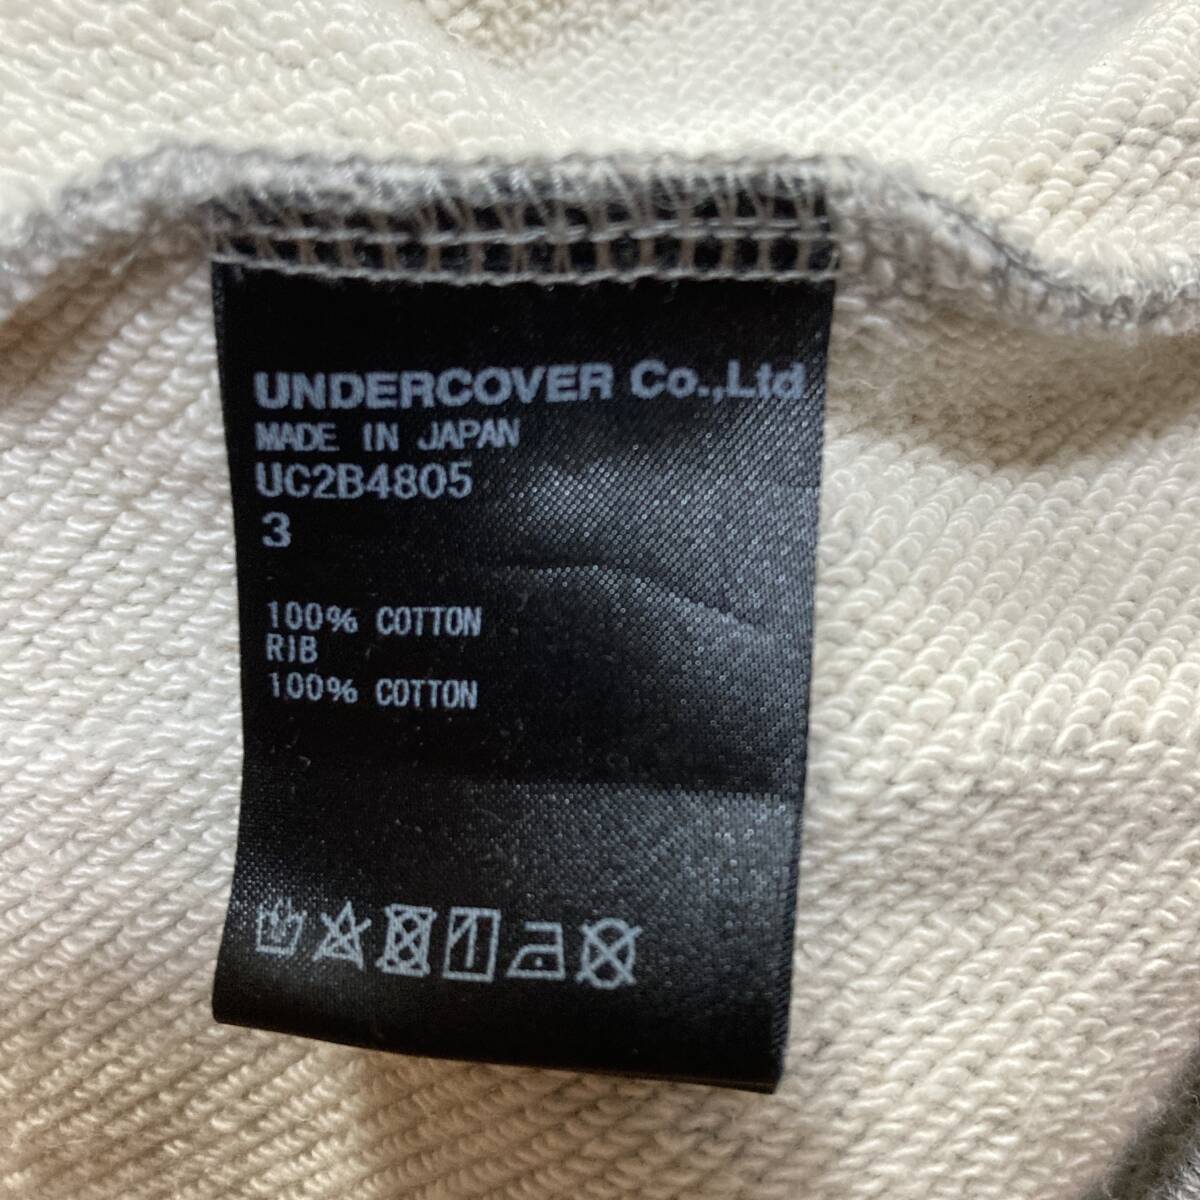 UNDERCOVER Co.,Ltd
MADE IN JAPAN
UC2B4805
3
100% COTTON
RIB
100% COTTON